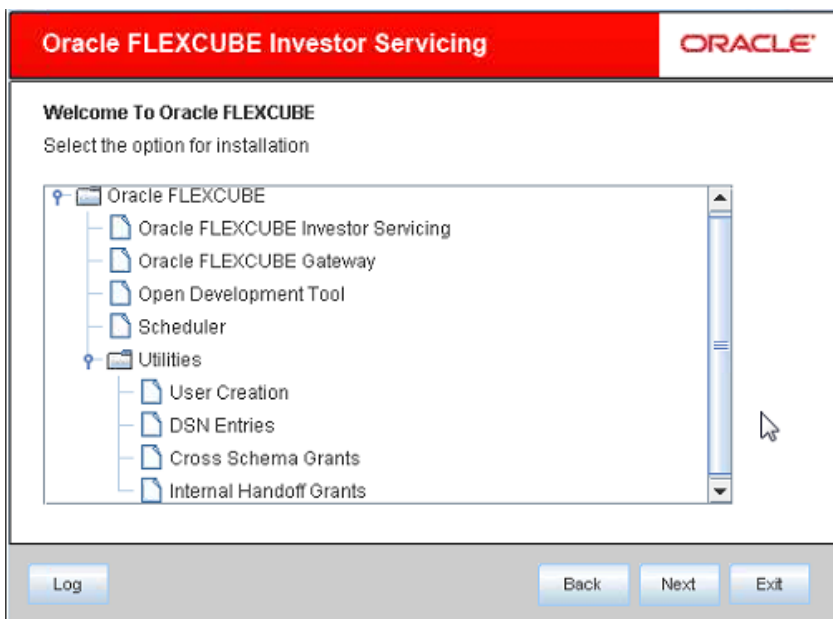 Oracle FLEXCUBE Investor Servicing
ORACLE
Welcome To Oracle FLEXCUBE
Select the option for installation
Oracle FLEXCUBE
Oracle FLEXCUBE Investor Servicing
Oracle FLEXCUBE Gateway
Open Development Tool
Scheduler
Utilities
User Creation
DSN Entries
Cross Schema Grants
Internal Handoff Grants
Log
Back
Next
Exit